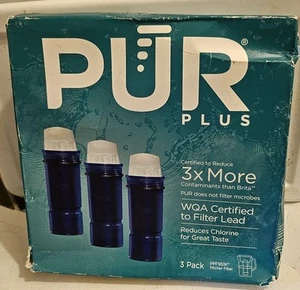 PUR®
PLUS
Certified to Reduce
3x More
Contaminants than Brita™
PUR does not filter microbes
WQA Certified
to Filter Lead
Reduces Chlorine
for Great Taste
3 Pack
Pitcher Filter